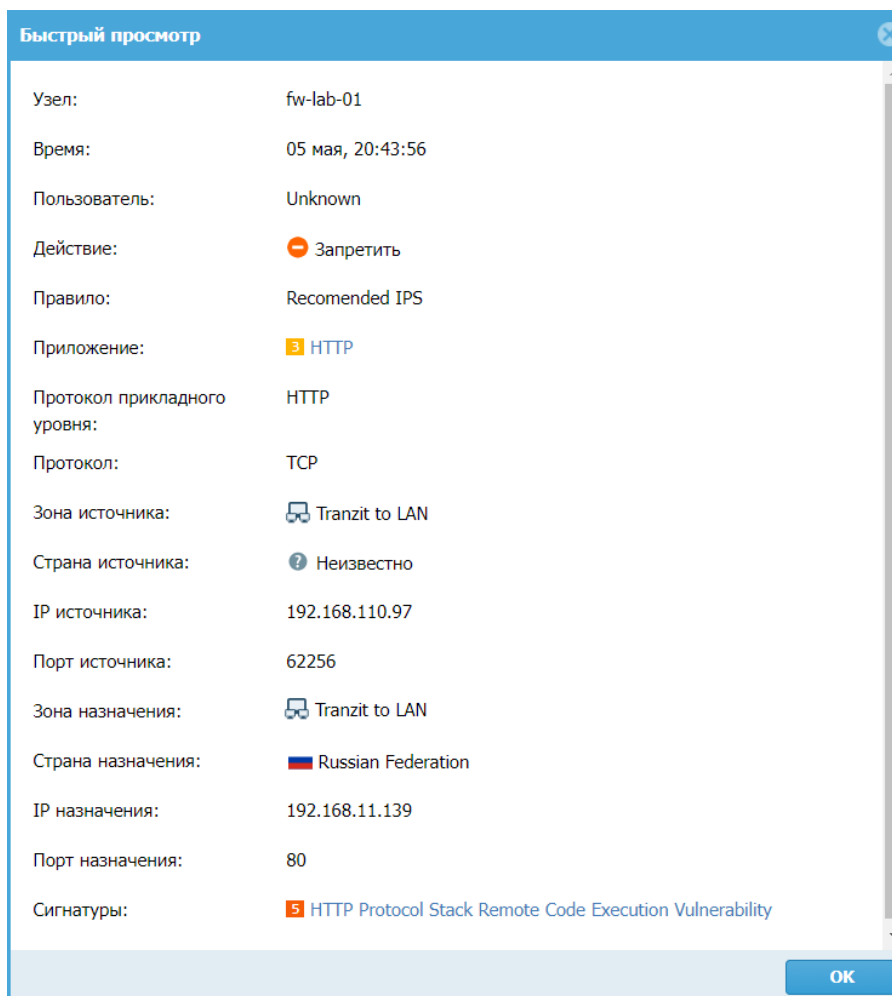 Быстрый просмотр
Узел: fw-lab-01
Время: 05 мая, 20:43:56
Пользователь: Unknown
Действие: Запретить
Правило: Recomended IPS
Приложение: 3 HTTP
Протокол прикладного HTTP
уровня:
Протокол: TCP
Зона источника: Tranzit to LAN
Страна источника: ? Неизвестно
IP источника: 192.168.110.97
Порт источника: 62256
Зона назначения: Tranzit to LAN
Страна назначения: Russian Federation
IP назначения: 192.168.11.139
Порт назначения: 80
Сигнатуры: 5 HTTP Protocol Stack Remote Code Execution Vulnerability
OK